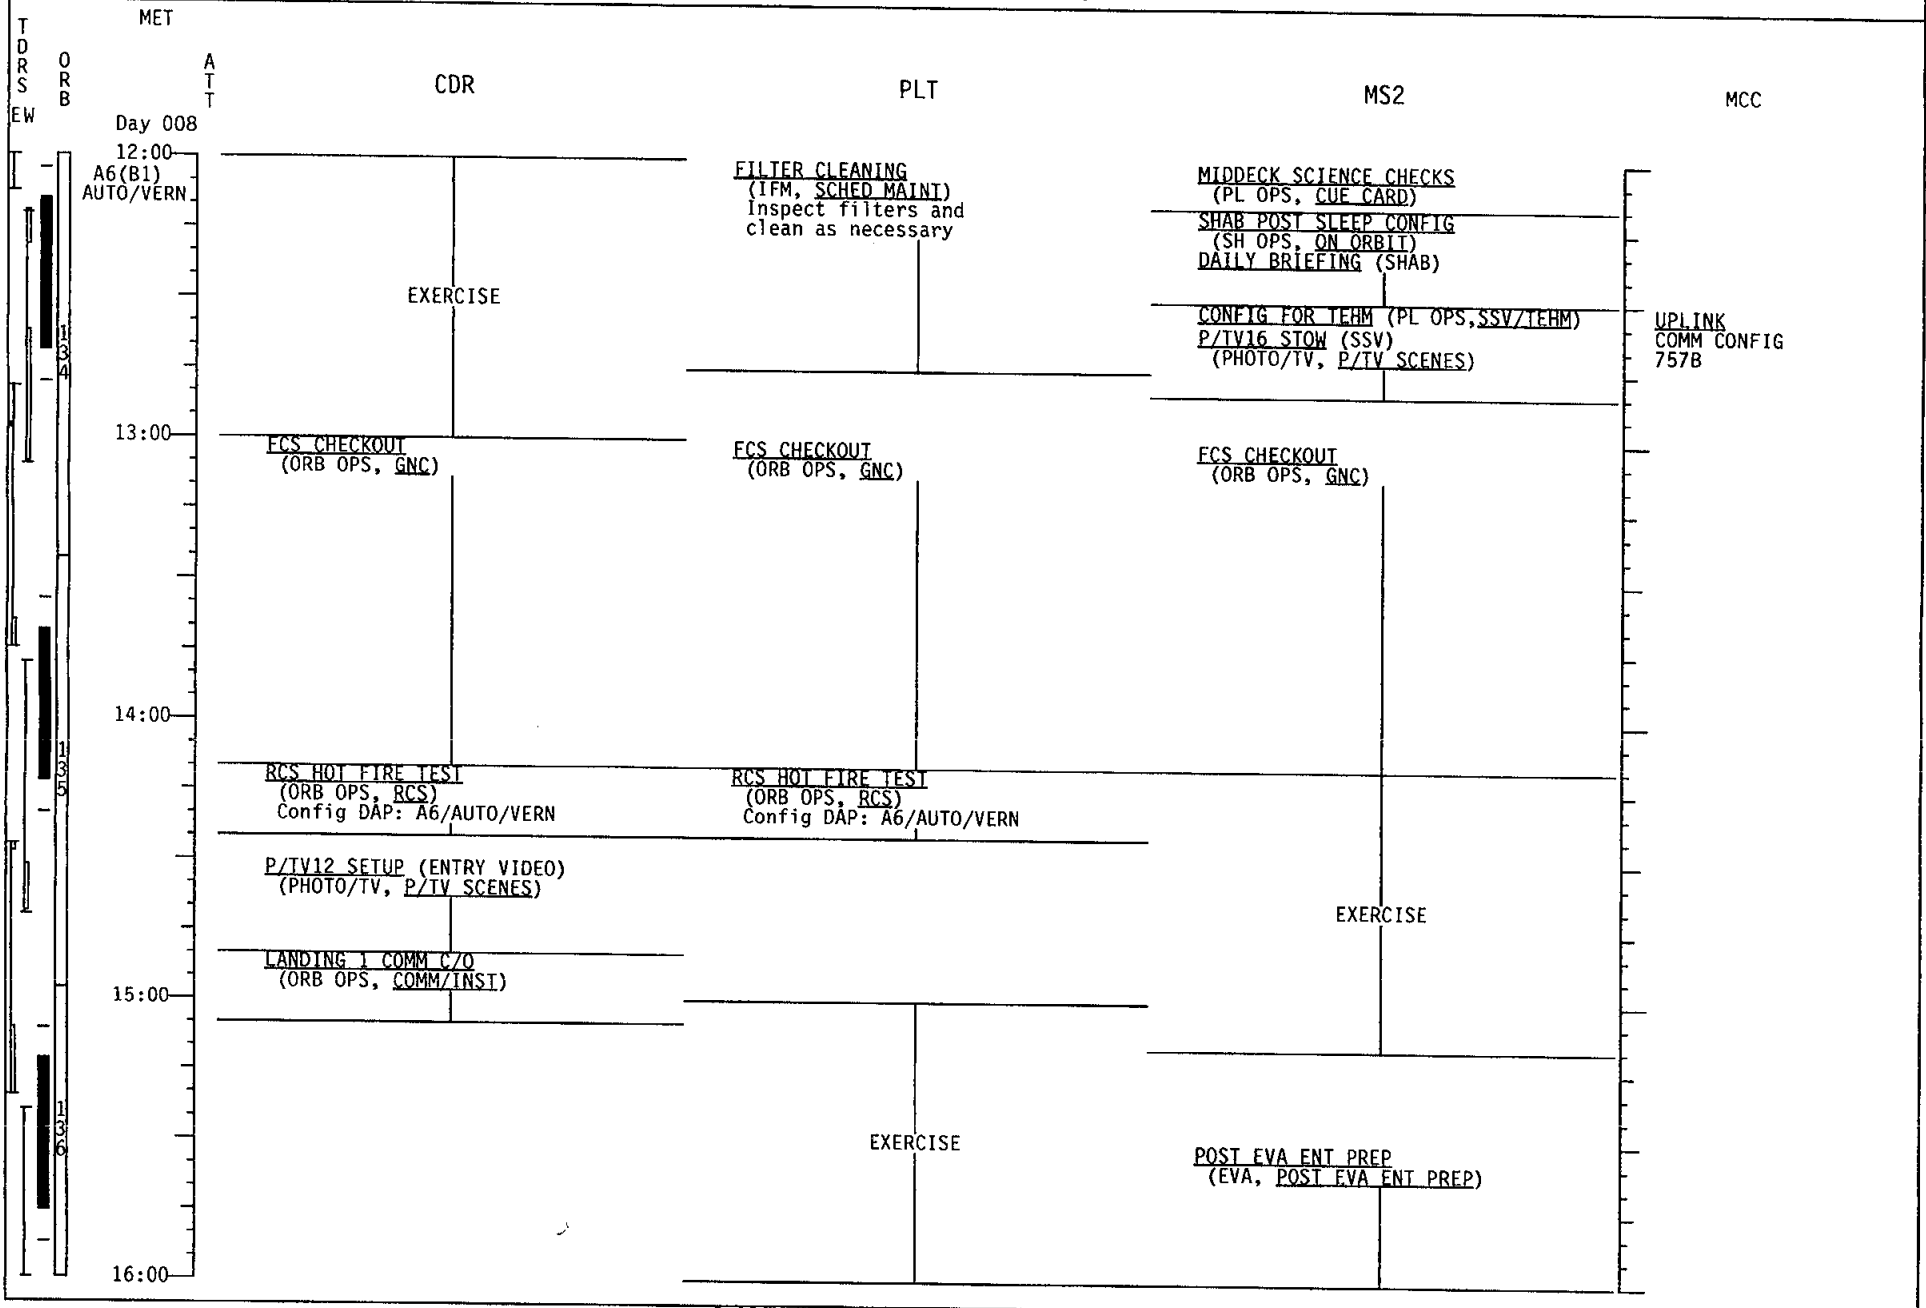 MET
TDRS
ORB
ATT
EW
CDR
PLT
MS2
MCC
Day 008
12:00
A6(B1)
AUTO/VERN
EXERCISE
13:00
FCS CHECKOUT
(ORB OPS, GNC)
14:00
RCS HOT FIRE TEST
(ORB OPS, RCS)
Config DAP: A6/AUTO/VERN
P/TV12 SETUP (ENTRY VIDEO)
(PHOTO/TV, P/TV SCENES)
LANDING 1 COMM C/O
(ORB OPS, COMM/INST)
15:00
16:00
134
135
136
FILTER CLEANING
(IFM, SCHED MAINT)
Inspect filters and
clean as necessary
FCS CHECKOUT
(ORB OPS, GNC)
RCS HOT FIRE TEST
(ORB OPS, RCS)
Config DAP: A6/AUTO/VERN
EXERCISE
MIDDECK SCIENCE CHECKS
(PL OPS, CUE CARD)
SHAB POST SLEEP CONFIG
(SH OPS, ON ORBIT)
DAILY BRIEFING (SHAB)
CONFIG FOR TEHM (PL OPS,SSV/TEHM)
P/TV16 STOW (SSV)
(PHOTO/TV, P/TV SCENES)
FCS CHECKOUT
(ORB OPS, GNC)
EXERCISE
POST EVA ENT PREP
(EVA, POST EVA ENT PREP)
UPLINK
COMM CONFIG
757B